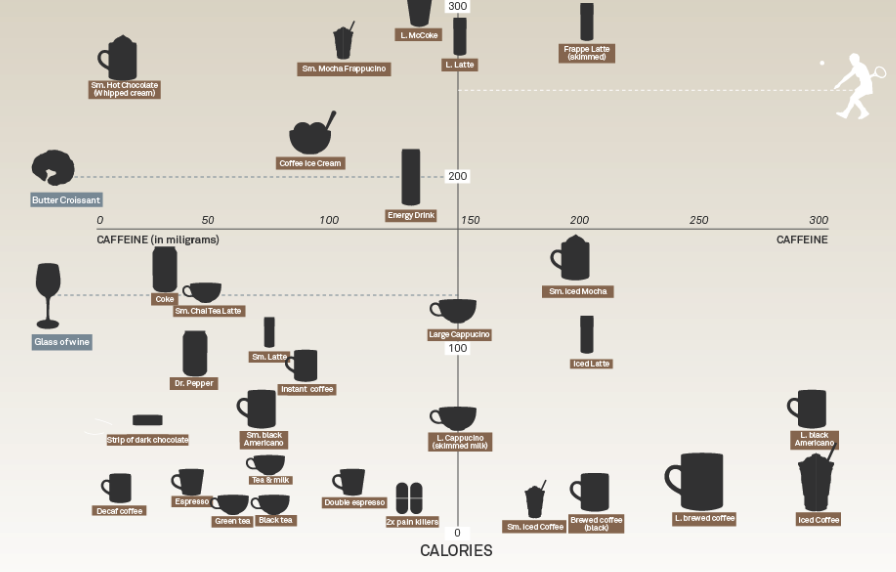 300
L. McCoke
Frappe Latte
(skimmed)
Sm. Mocha Frappucino
L. Latte
Sm. Hot Chocolate
(Whipped cream)
Coffee Ice Cream
200
Butter Croissant
Energy Drink
0 50 100 150 200 250 300
CAFFEINE (in miligrams)
CAFFEINE
Sm. Iced Mocha
Coke
Sm. Chai Tea Latte
Large Cappucino
Glass of wine
100
Sm. Latte
Iced Latte
Dr. Pepper
Instant coffee
Sm. black
Americano
Strip of dark chocolate
L. Cappucino
(skimmed milk)
L. black
Americano
Tea & milk
Espresso
Double espresso
Decaf coffee
Green tea
Black tea
2x pain killers
Sm. Iced Coffee
Brewed coffee
(black)
L. brewed coffee
Iced Coffee
0
CALORIES